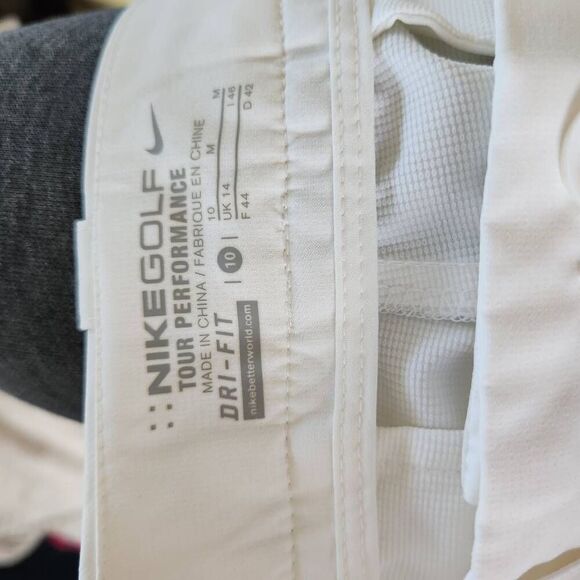 NIKEGOLF
TOUR PERFORMANCE
MADE IN CHINA / FABRIQUE EN CHINE
DRI-FIT
nikebetterworld.com
10
10 M M
UK 14 I 46
F 44 D 42